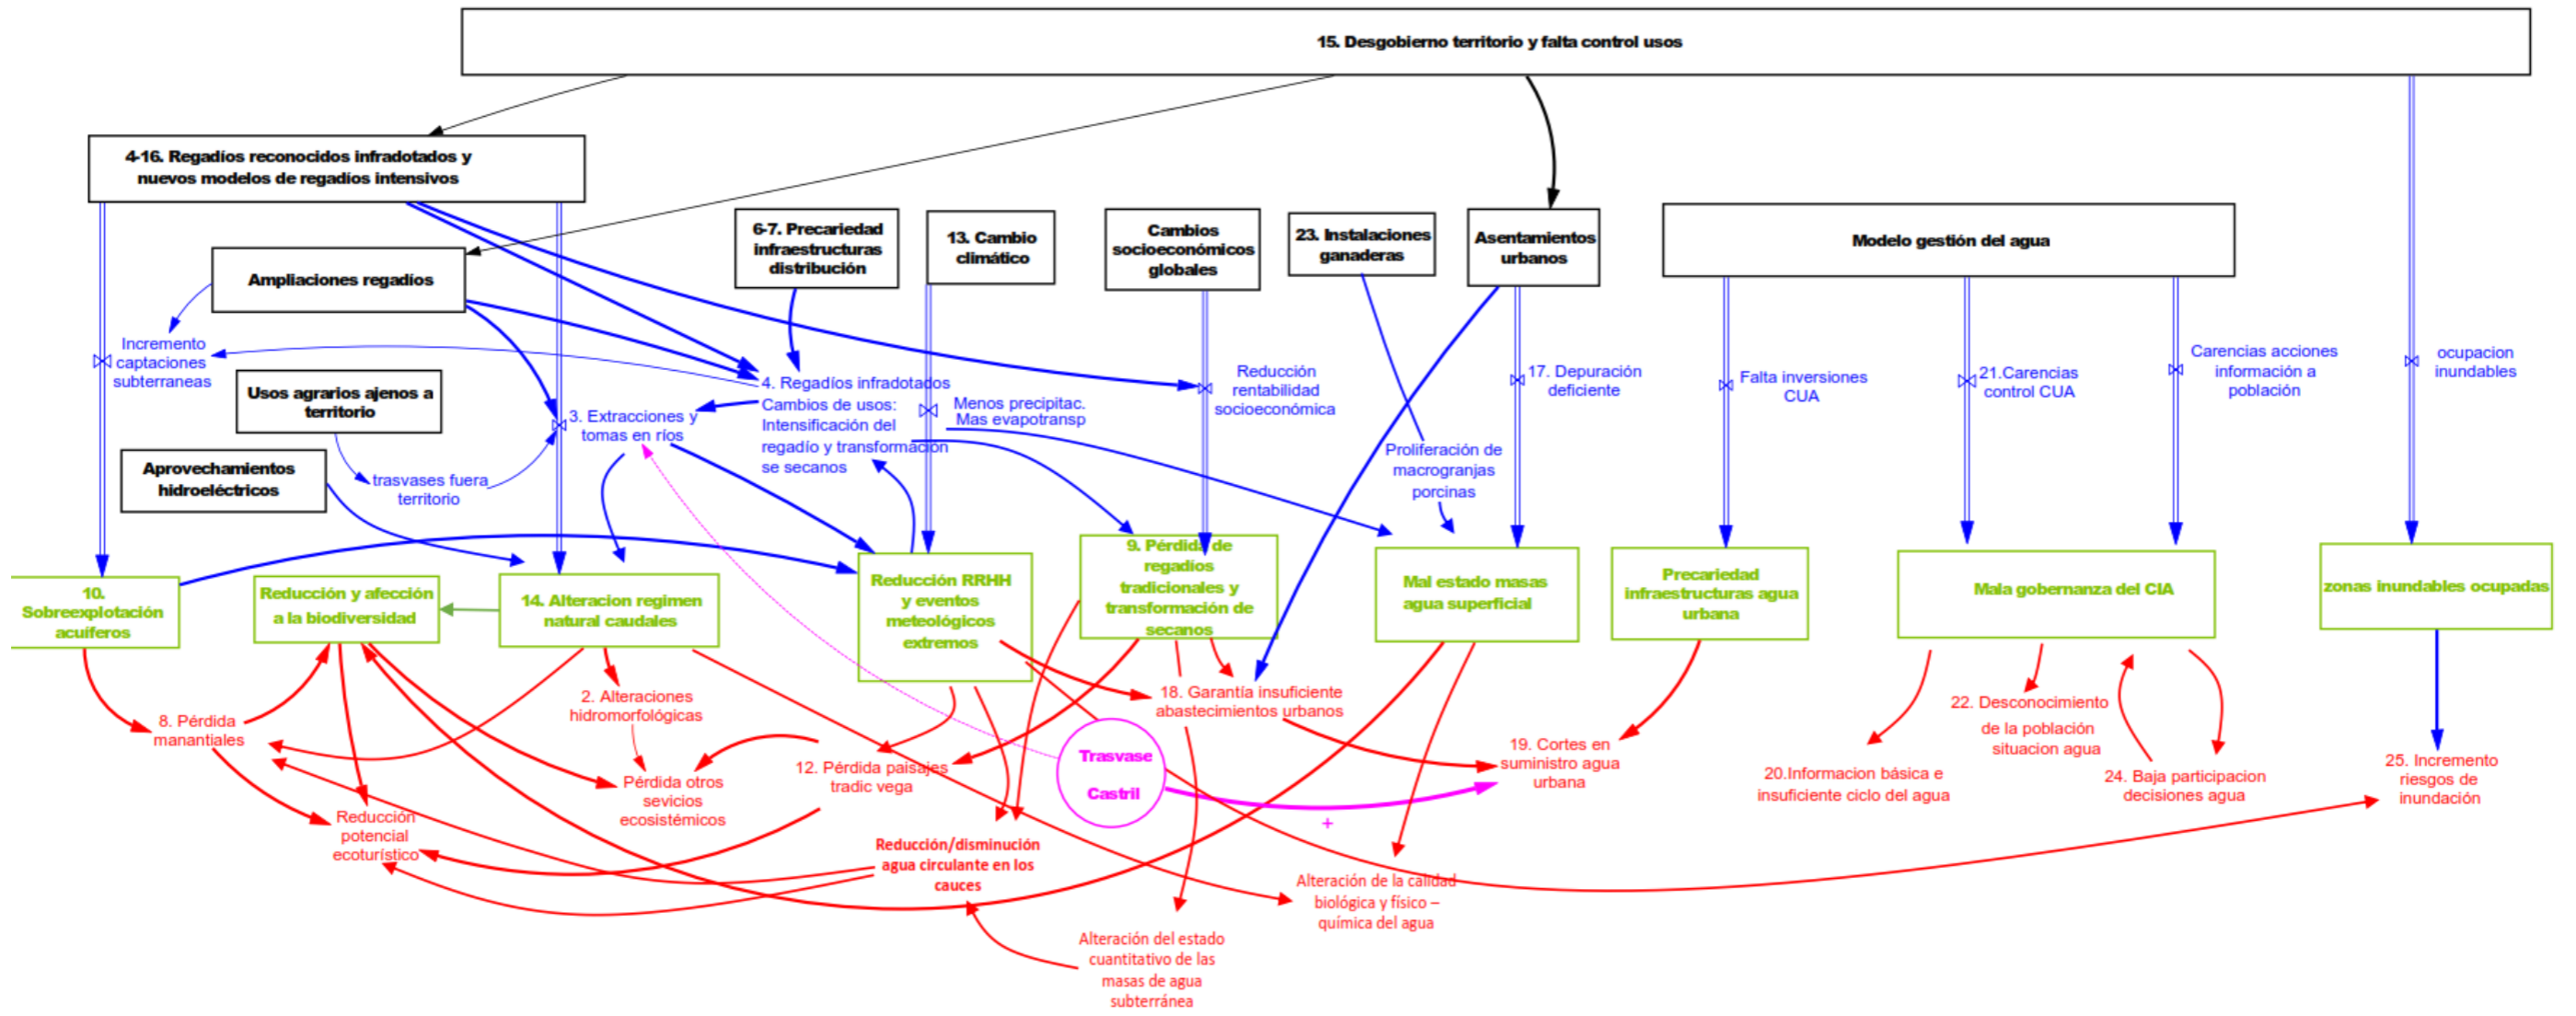 15. Desgobierno territorio y falta control usos
4-16. Regadíos reconocidos infradotados y
nuevos modelos de regadíos intensivos
Ampliaciones regadíos
6-7. Precariedad
infraestructuras
distribución
13. Cambio
climático
Cambios
socioeconómicos
globales
23. Instalaciones
ganaderas
Asentamientos
urbanos
Modelo gestión del agua
Incremento
captaciones
subterraneas
Usos agrarios ajenos a
territorio
Aprovechamientos
hidroeléctricos
trasvases fuera
territorio
3. Extracciones y
tomas en ríos
4. Regadíos infradotados
Cambios de usos:
Intensificación del
regadío y transformación
se secanos
Menos precipitac.
Mas evapotransp
Reducción
rentabilidad
socioeconómica
Proliferación de
macrogranjas
porcinas
17. Depuración
deficiente
Falta inversiones
CUA
21.Carencias
control CUA
Carencias acciones
información a
población
ocupacion
inundables
10.
Sobreexplotación
acuíferos
Reducción y afección
a la biodiversidad
14. Alteracion regimen
natural caudales
Reducción RRHH
y eventos
meteológicos
extremos
9. Pérdida de
regadíos
tradicionales y
transformación de
secanos
Mal estado masas
agua superficial
Precariedad
infraestructuras agua
urbana
Mala gobernanza del CIA
zonas inundables ocupadas
8. Pérdida
manantiales
2. Alteraciones
hidromorfológicas
Pérdida otros
sevicios
ecosistémicos
Reducción
potencial
ecoturístico
12. Pérdida paisajes
tradic vega
Reducción/disminución
agua circulante en los
cauces
18. Garantía insuficiente
abastecimientos urbanos
Trasvase
Castril
+
19. Cortes en
suministro agua
urbana
Alteración de la calidad
biológica y físico –
química del agua
Alteración del estado
cuantitativo de las
masas de agua
subterránea
20.Informacion básica e
insuficiente ciclo del agua
22. Desconocimiento
de la población
situacion agua
24. Baja participacion
decisiones agua
25. Incremento
riesgos de
inundación